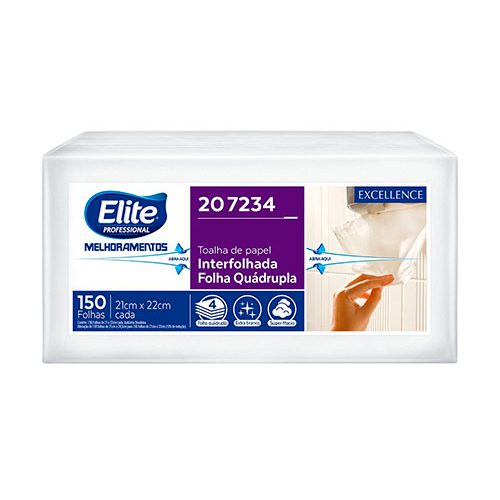 Elite
PROFESSIONAL
MELHORAMENTOS
ABRA AQUI
207234
Toalha de papel
Interfolhada
Folha Quádrupla
ABRA AQUI
EXCELLENCE
150
Folhas
21cm x 22cm
cada
4
Folha quádrupla
Extra branco
Super Macio